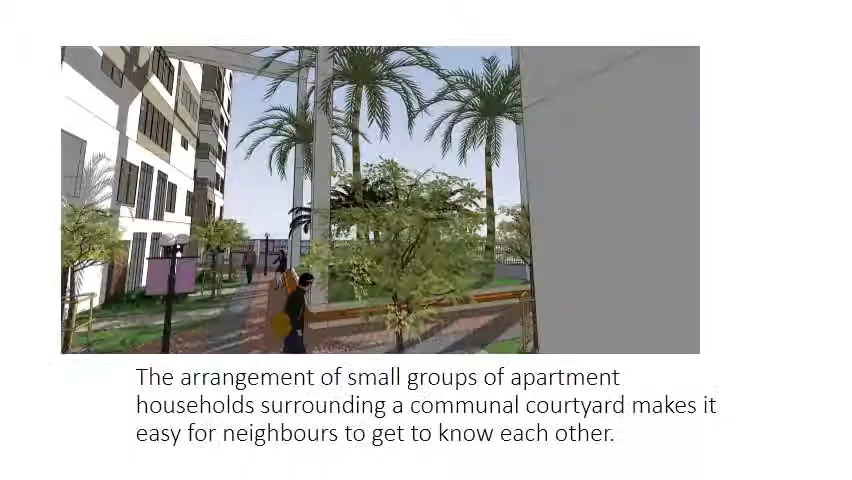 The arrangement of small groups of apartment
households surrounding a communal courtyard makes it
easy for neighbours to get to know each other.